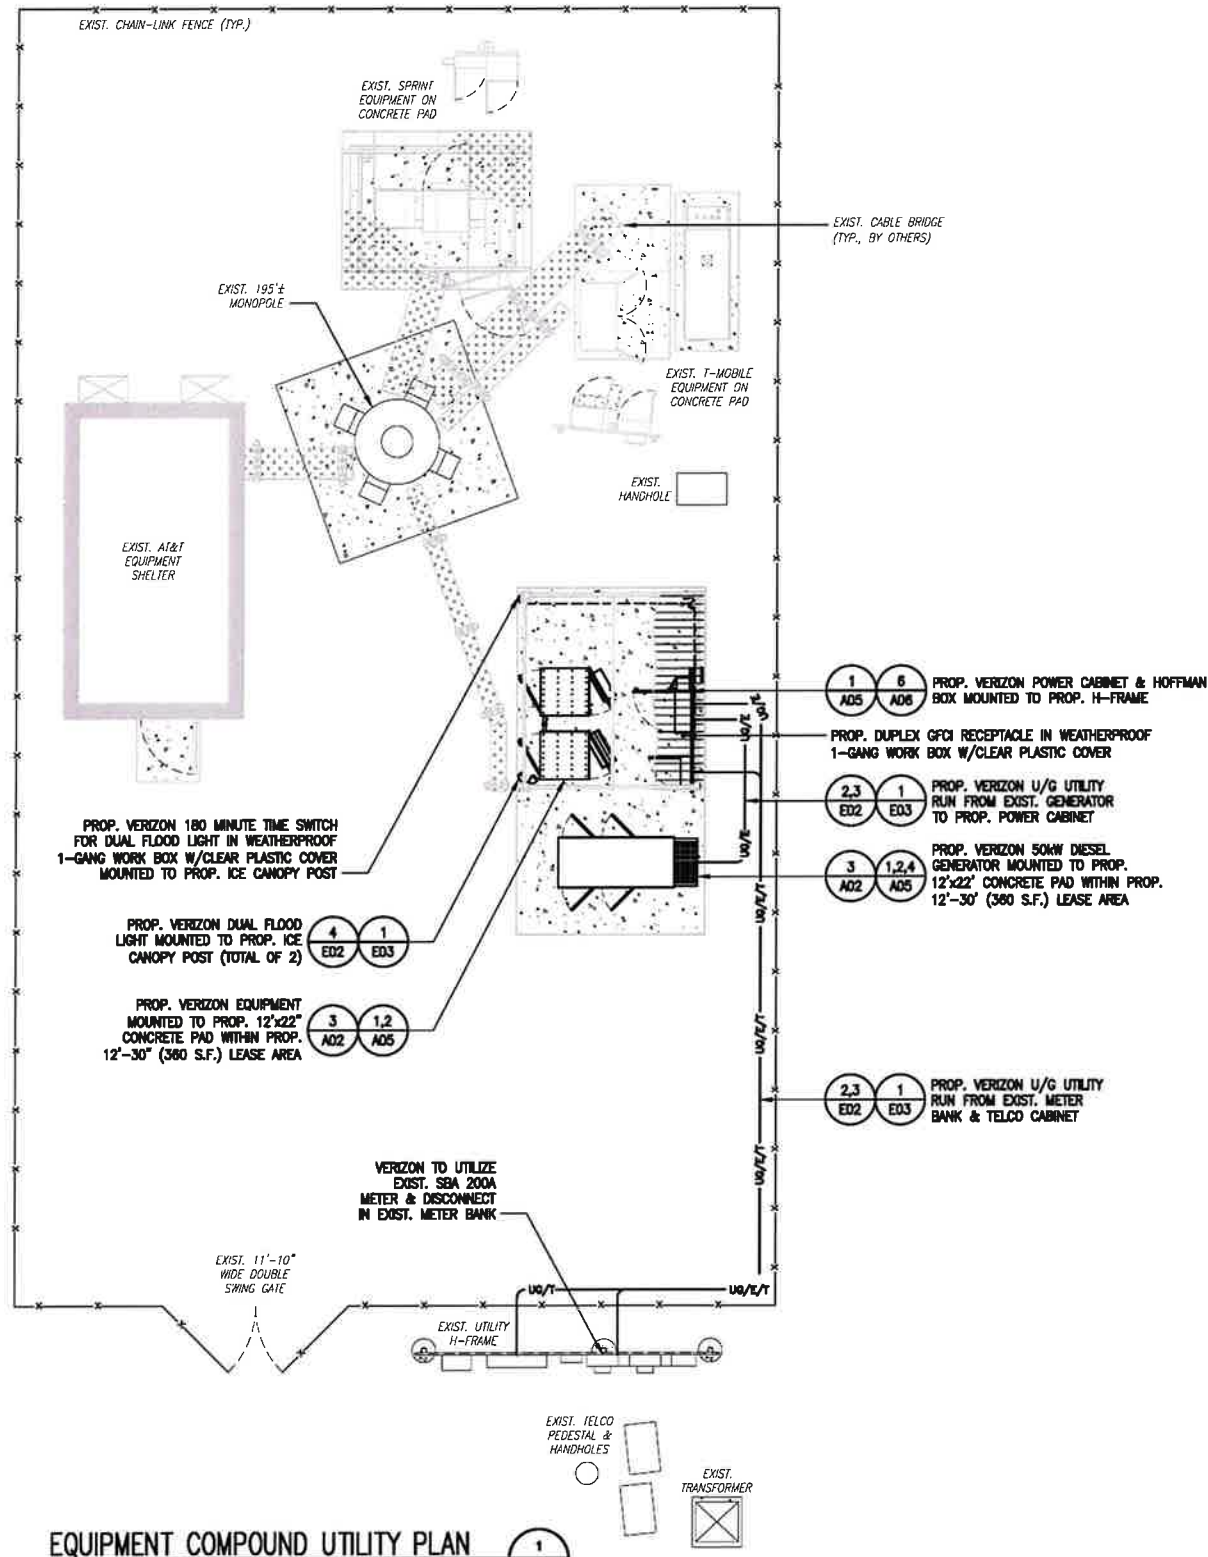 EXIST. CHAIN-LINK FENCE (TYP.)
EXIST. SPRINT
EQUIPMENT ON
CONCRETE PAD
EXIST. CABLE BRIDGE
(TYP., BY OTHERS)
EXIST. 195'±
MONOPOLE
EXIST. T-MOBILE
EQUIPMENT ON
CONCRETE PAD
EXIST.
HANDHOLE
EXIST. AT&T
EQUIPMENT
SHELTER
1
A05
6
A06
PROP. VERIZON POWER CABINET & HOFFMAN
BOX MOUNTED TO PROP. H-FRAME
PROP. DUPLEX GFCI RECEPTACLE IN WEATHERPROOF
1-GANG WORK BOX W/CLEAR PLASTIC COVER
2,3
E02
1
E03
PROP. VERIZON U/G UTILITY
RUN FROM EXIST. GENERATOR
TO PROP. POWER CABINET
3
A02
1,2,4
A05
PROP. VERIZON 50kW DIESEL
GENERATOR MOUNTED TO PROP.
12'x22' CONCRETE PAD WITHIN PROP.
12'-30' (360 S.F.) LEASE AREA
UG/E
UG/E
UG/T
UG/E/T
UG/E/T
UG/E/T
PROP. VERIZON 180 MINUTE TIME SWITCH
FOR DUAL FLOOD LIGHT IN WEATHERPROOF
1-GANG WORK BOX W/CLEAR PLASTIC COVER
MOUNTED TO PROP. ICE CANOPY POST
PROP. VERIZON DUAL FLOOD
LIGHT MOUNTED TO PROP. ICE
CANOPY POST (TOTAL OF 2)
4
E02
1
E03
PROP. VERIZON EQUIPMENT
MOUNTED TO PROP. 12'x22"
CONCRETE PAD WITHIN PROP.
12'-30" (360 S.F.) LEASE AREA
3
A02
1,2
A05
2,3
E02
1
E03
PROP. VERIZON U/G UTILITY
RUN FROM EXIST. METER
BANK & TELCO CABINET
VERIZON TO UTILIZE
EXIST. SBA 200A
METER & DISCONNECT
IN EXIST. METER BANK
EXIST. 11'-10"
WIDE DOUBLE
SWING GATE
UG/T
UG/E/T
EXIST. UTILITY
H-FRAME
EXIST. TELCO
PEDESTAL &
HANDHOLES
EXIST.
TRANSFORMER
EQUIPMENT COMPOUND UTILITY PLAN
1